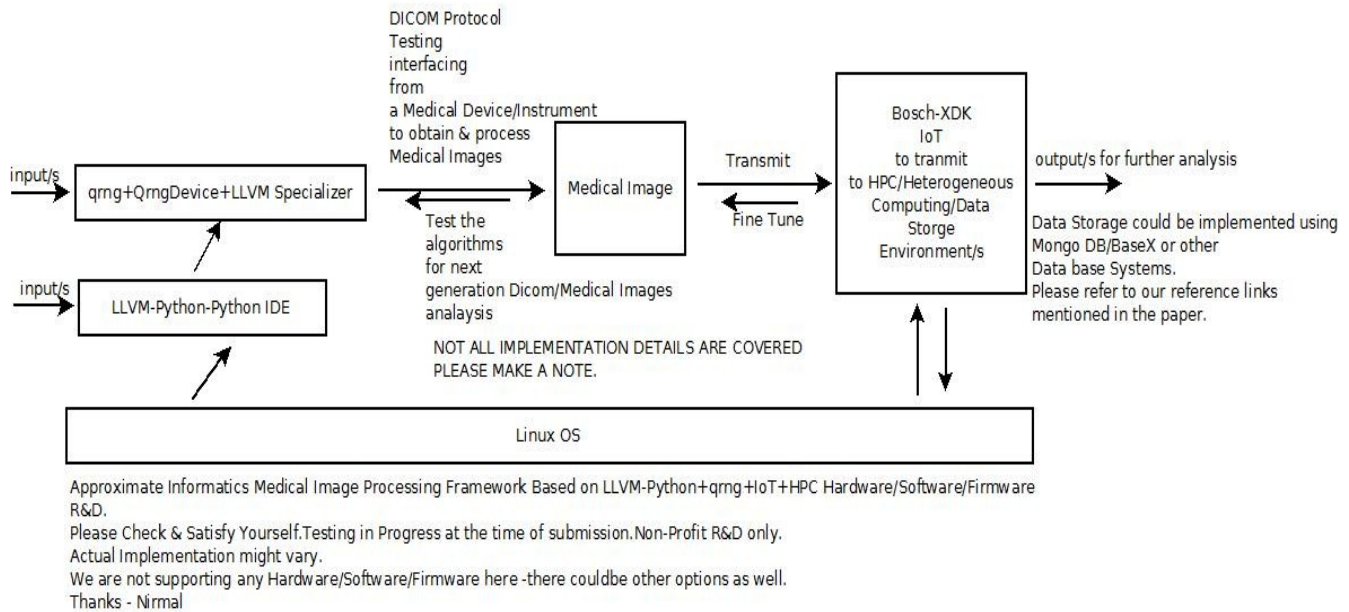 DICOM Protocol
Testing
interfacing
from
a Medical Device/Instrument
to obtain & process
Medical Images
input/s
qrng+QrngDevice+LLVM Specializer
Test the
algorithms
for next
generation Dicom/Medical Images
analaysis
Medical Image
Transmit
Fine Tune
Bosch-XDK
IoT
to tranmit
to HPC/Heterogeneous
Computing/Data
Storge
Environment/s
output/s for further analysis
Data Storage could be implemented using
Mongo DB/BaseX or other
Data base Systems.
Please refer to our reference links
mentioned in the paper.
input/s
LLVM-Python-Python IDE
NOT ALL IMPLEMENTATION DETAILS ARE COVERED
PLEASE MAKE A NOTE.
Linux OS
Approximate Informatics Medical Image Processing Framework Based on LLVM-Python+qrng+IoT+HPC Hardware/Software/Firmware
R&D.
Please Check & Satisfy Yourself.Testing in Progress at the time of submission.Non-Profit R&D only.
Actual Implementation might vary.
We are not supporting any Hardware/Software/Firmware here -there couldbe other options as well.
Thanks - Nirmal